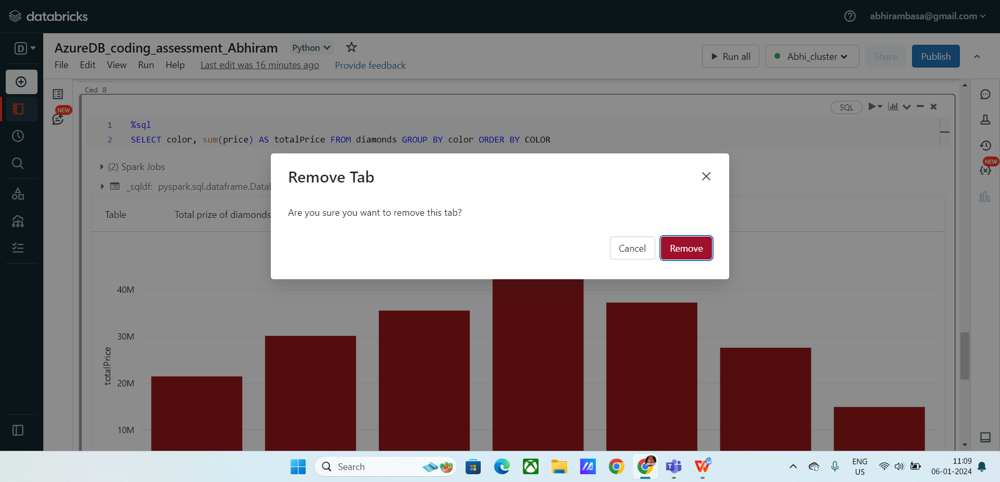 databricks
abhirambasa@gmail.com
D
AzureDB_coding_assessment_Abhiram Python
File Edit View Run Help Last edit was 16 minutes ago Provide feedback
Run all Abhi_cluster Share Publish
NEW
Cmd 8
SQL
1 %sql
2 SELECT color, sum(price) AS totalPrice FROM diamonds GROUP BY color ORDER BY COLOR
NEW
(2) Spark Jobs
_sqldf: pyspark.sql.dataframe.Data
Table Total prize of diamonds
Remove Tab
Are you sure you want to remove this tab?
Cancel Remove
40M
30M
20M
10M
totalPrice
Search
ENG
US
11:09
06-01-2024